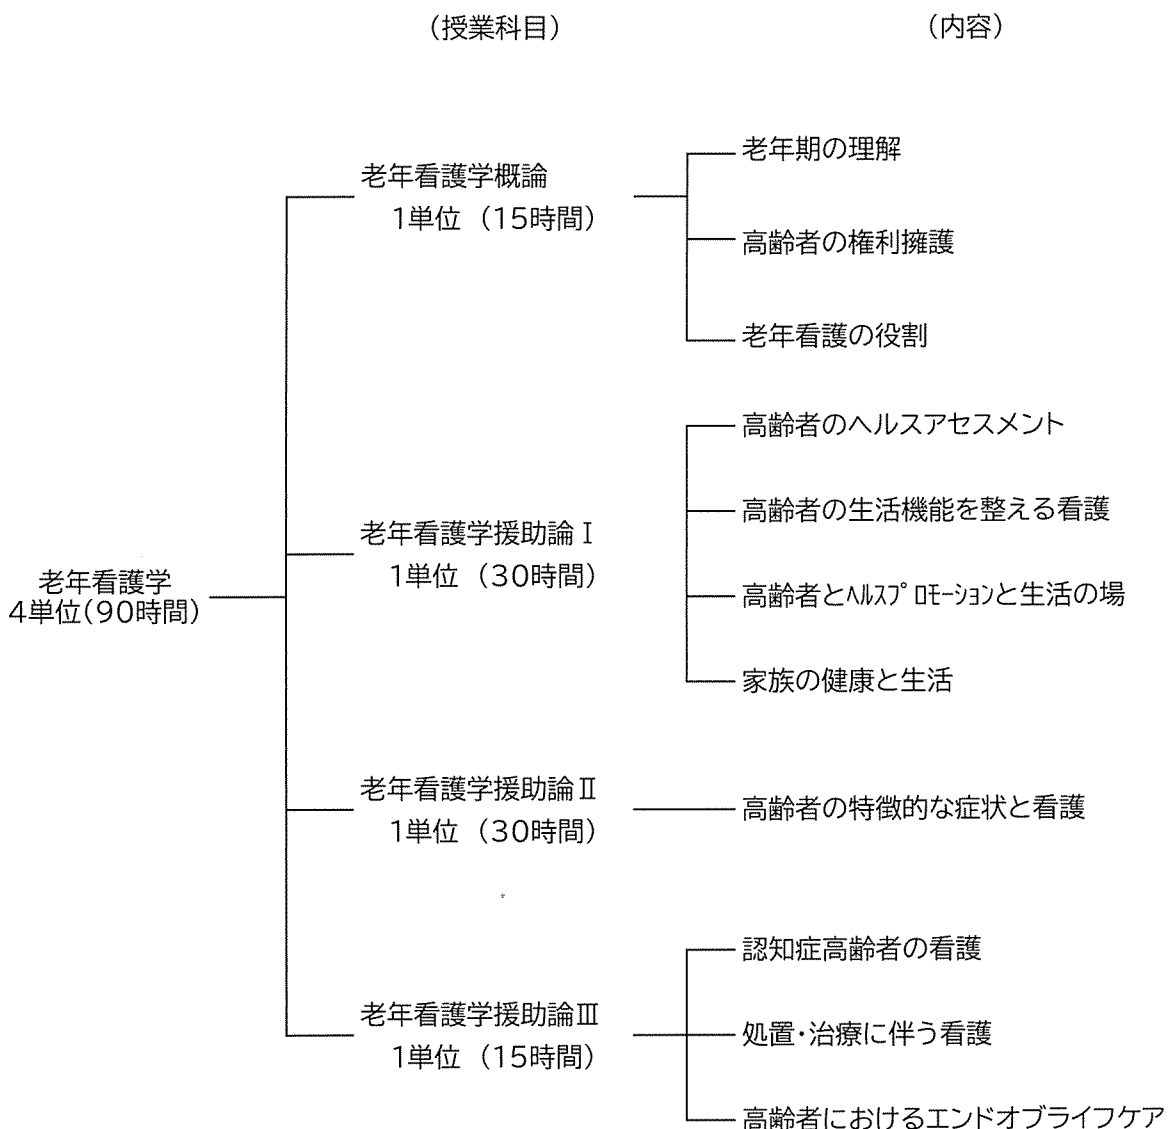 （授業科目）
（内容）
老年看護学
4単位（90時間）
老年看護学概論
1単位 （15時間）
老年期の理解
高齢者の権利擁護
老年看護の役割
老年看護学援助論Ⅰ
1単位 （30時間）
高齢者のヘルスアセスメント
高齢者の生活機能を整える看護
高齢者とﾍﾙｽﾌﾟﾛﾓｰｼｮﾝと生活の場
家族の健康と生活
老年看護学援助論Ⅱ
1単位 （30時間）
高齢者の特徴的な症状と看護
老年看護学援助論Ⅲ
1単位 （15時間）
認知症高齢者の看護
処置・治療に伴う看護
高齢者におけるエンドオブライフケア